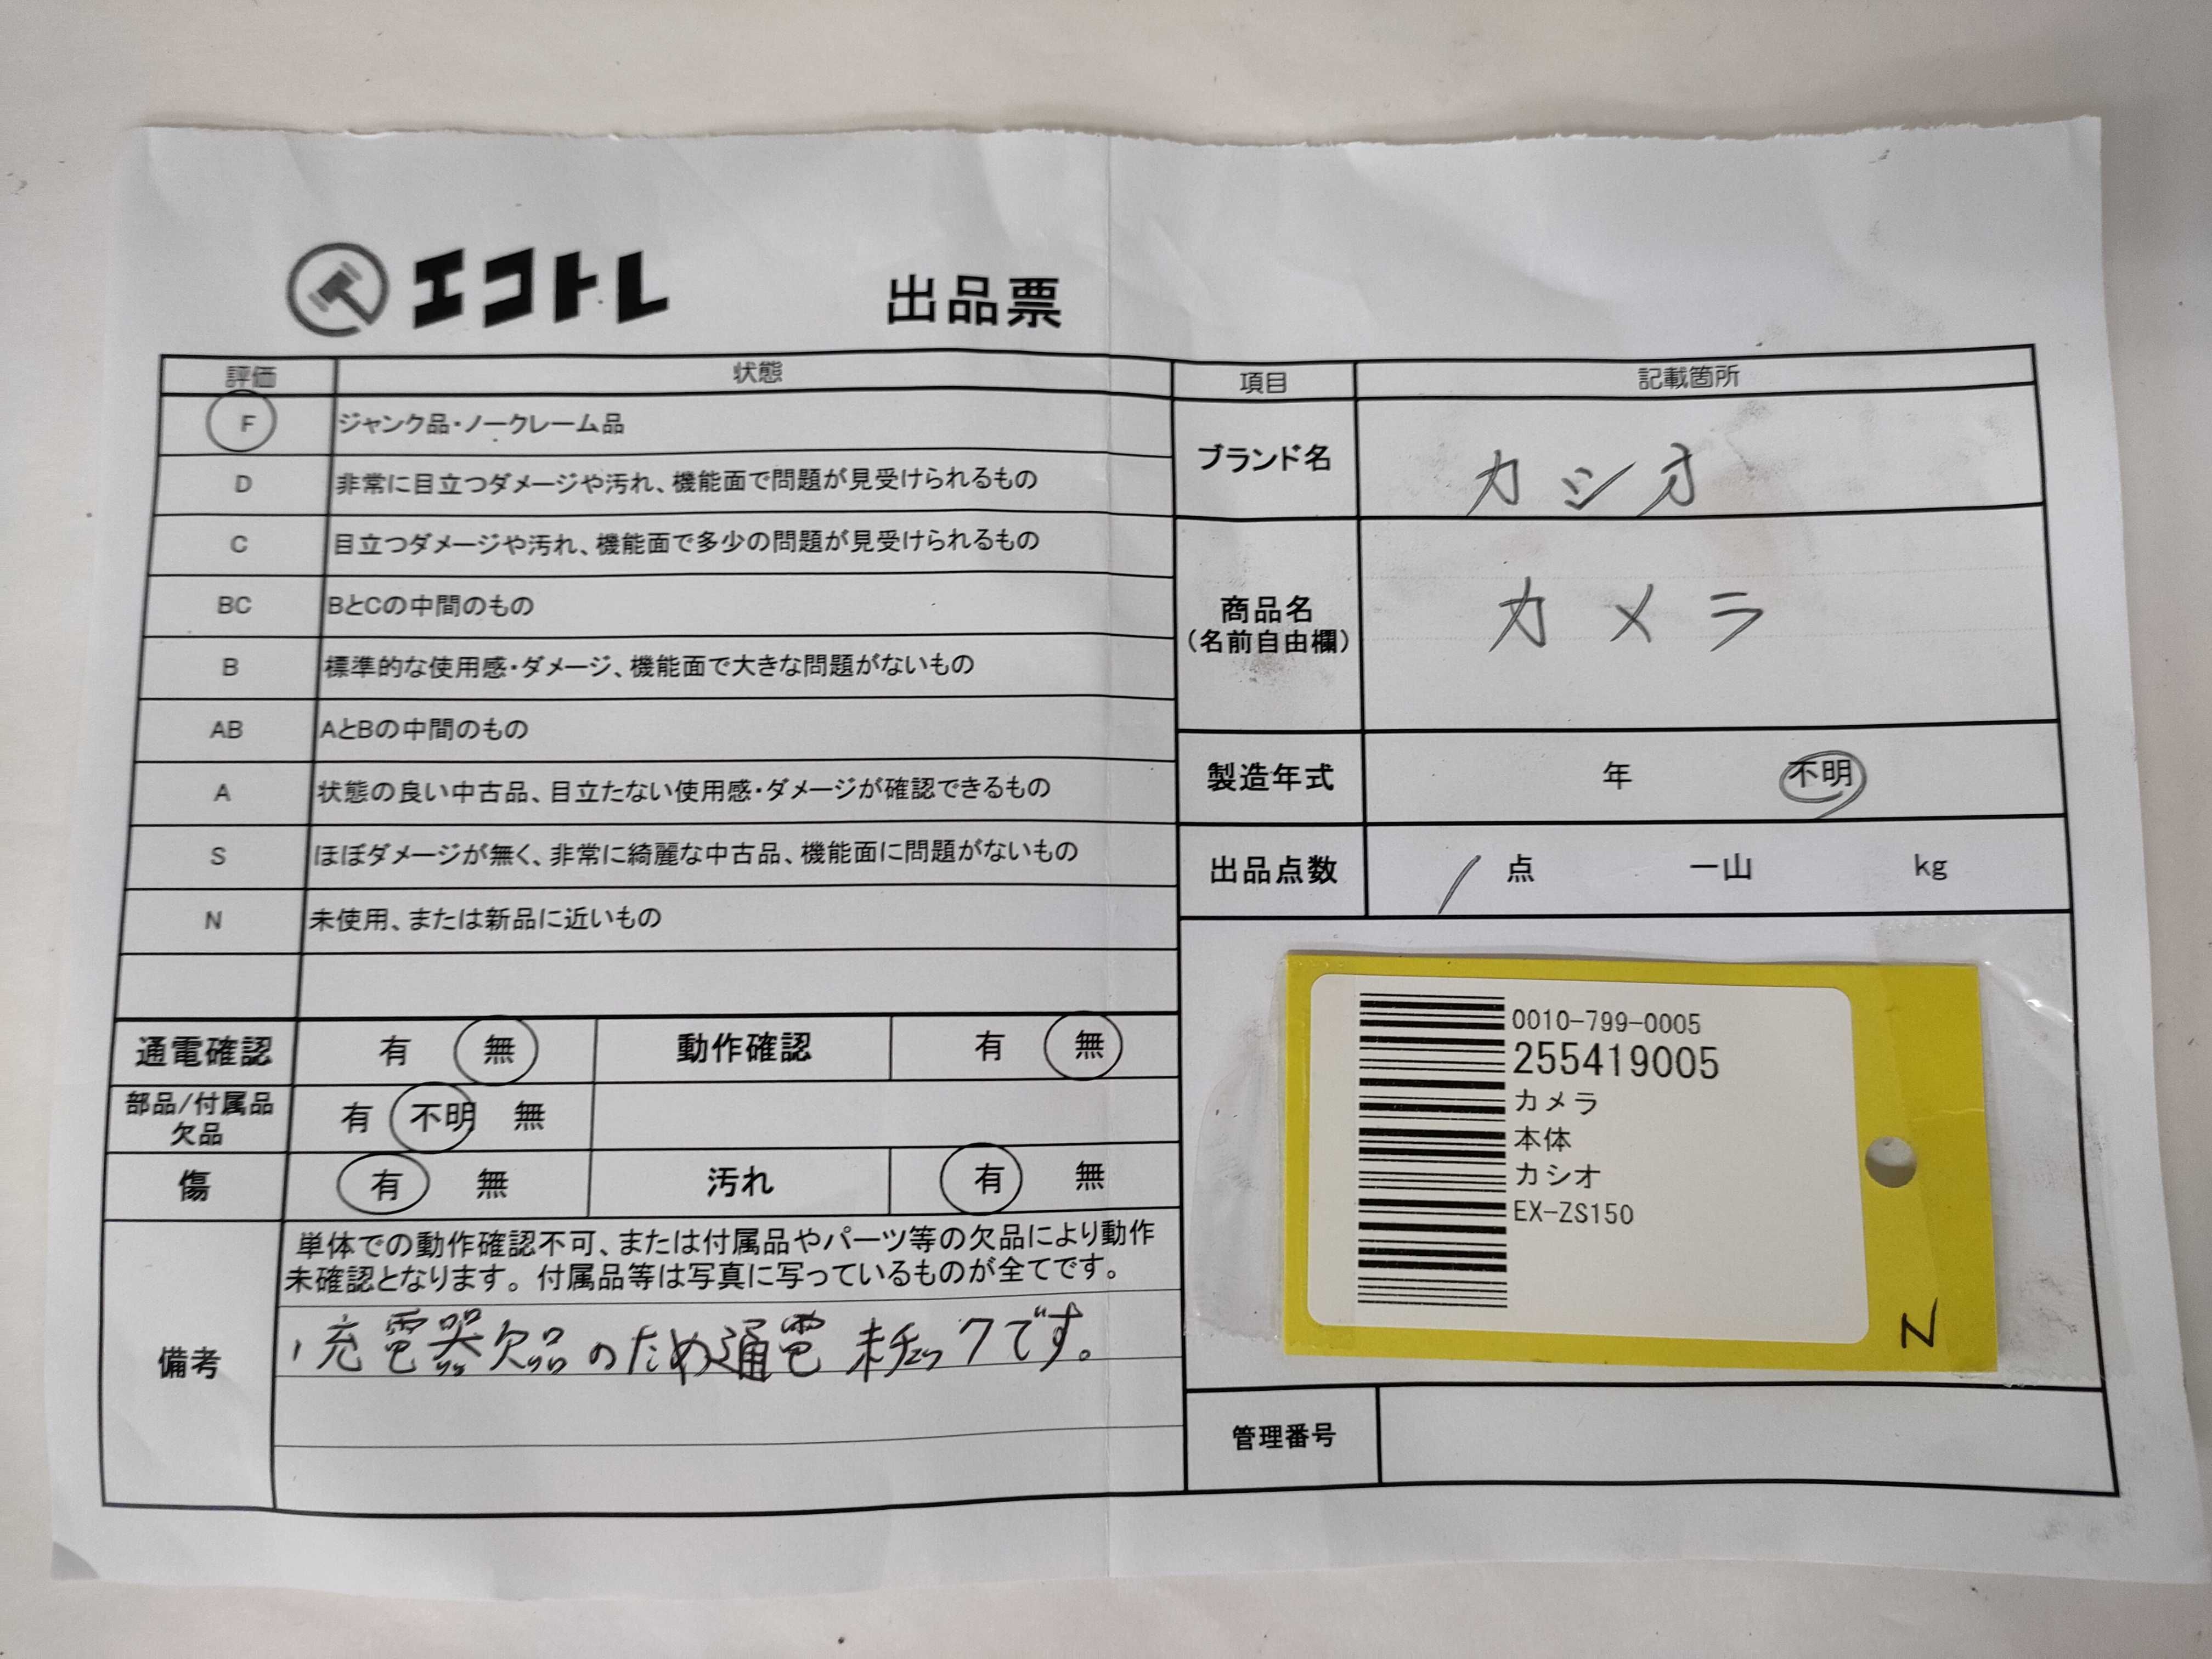 エコトレ 出品票
評価 状態
F ジャンク品・ノークレーム品
D 非常に目立つダメージや汚れ、機能面で問題が見受けられるもの
C 目立つダメージや汚れ、機能面で多少の問題が見受けられるもの
BC BとCの中間のもの
B 標準的な使用感・ダメージ、機能面で大きな問題がないもの
AB AとBの中間のもの
A 状態の良い中古品、目立たない使用感・ダメージが確認できるもの
S ほぼダメージが無く、非常に綺麗な中古品、機能面に問題がないもの
N 未使用、または新品に近いもの
通電確認 有 無 動作確認 有 無
部品/付属品
欠品
有 不明 無
傷 有 無 汚れ 有 無
備考
単体での動作確認不可、または付属品やパーツ等の欠品により動作
未確認となります。付属品等は写真に写っているものが全てです。
充電器欠品のため通電未チェックです。
項目 記載箇所
ブランド名 カシオ
商品名
(名前自由欄)
カメラ
製造年式 年 不明
出品点数 1 点 一山 kg
0010-799-0005
255419005
カメラ
本体
カシオ
EX-ZS150
N
管理番号